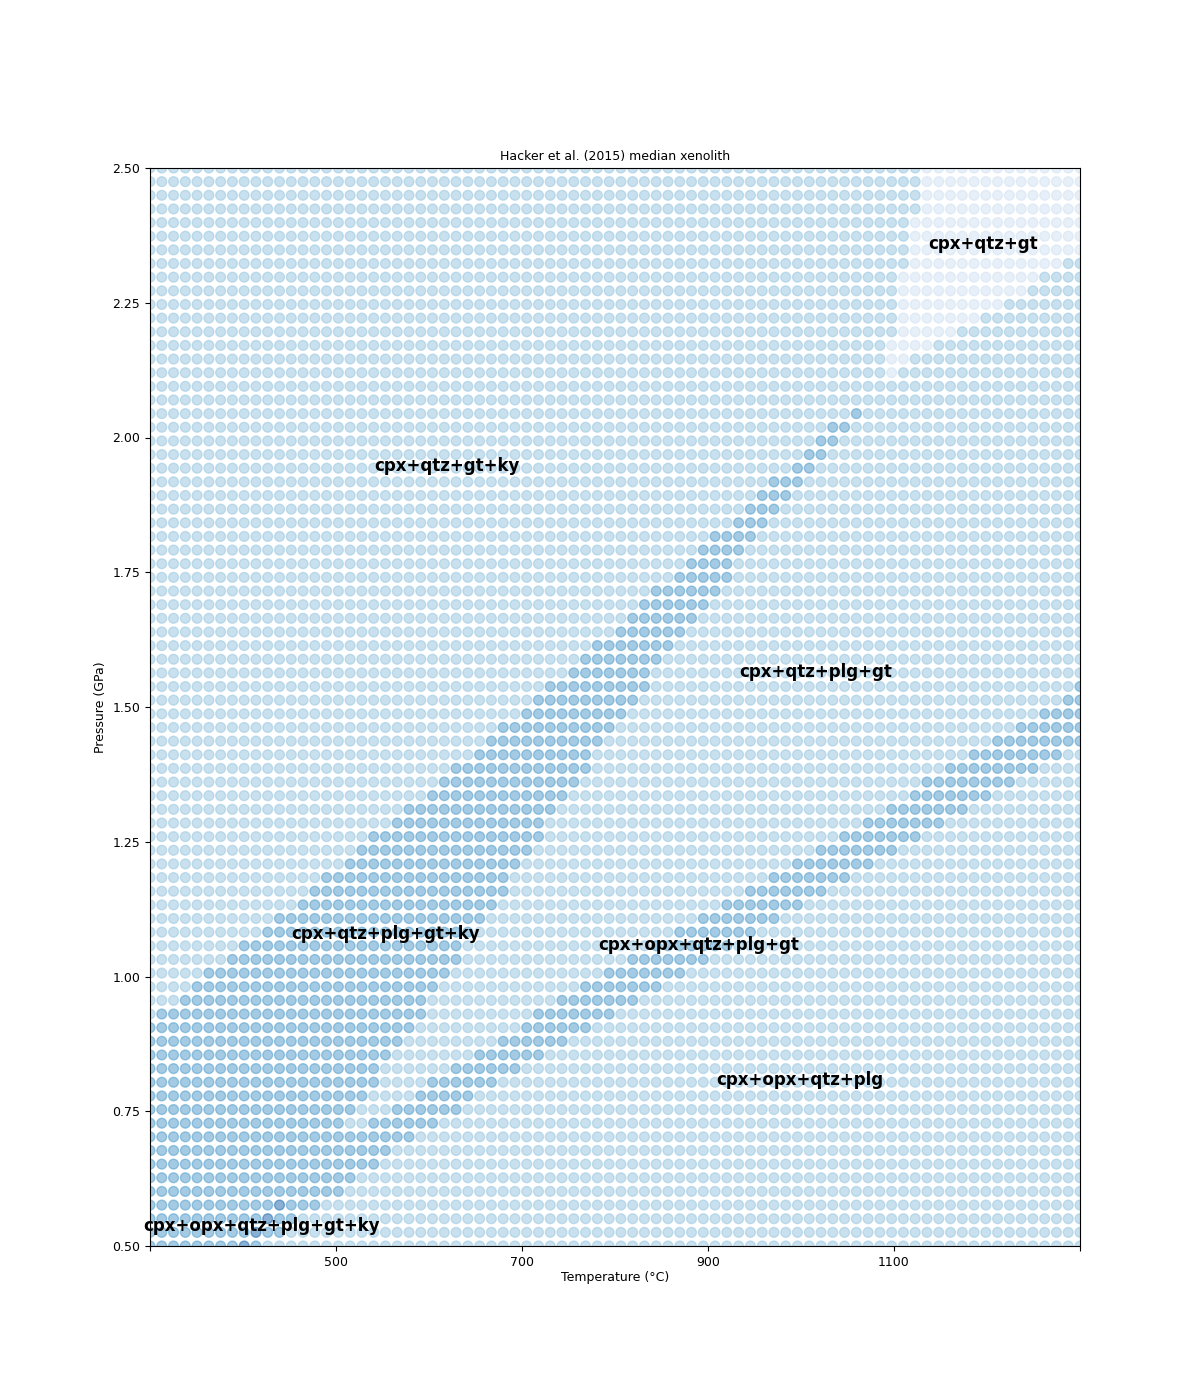 Hacker et al. (2015) median xenolith
2.50
cpx+qtz+gt
2.25
2.00
cpx+qtz+gt+ky
1.75
cpx+qtz+plg+gt
Pressure (GPa)
1.50
1.25
cpx+qtz+plg+gt+ky
cpx+opx+qtz+plg+gt
1.00
cpx+opx+qtz+plg
0.75
cpx+opx+qtz+plg+gt+ky
0.50
500 700 900 1100
Temperature (°C)